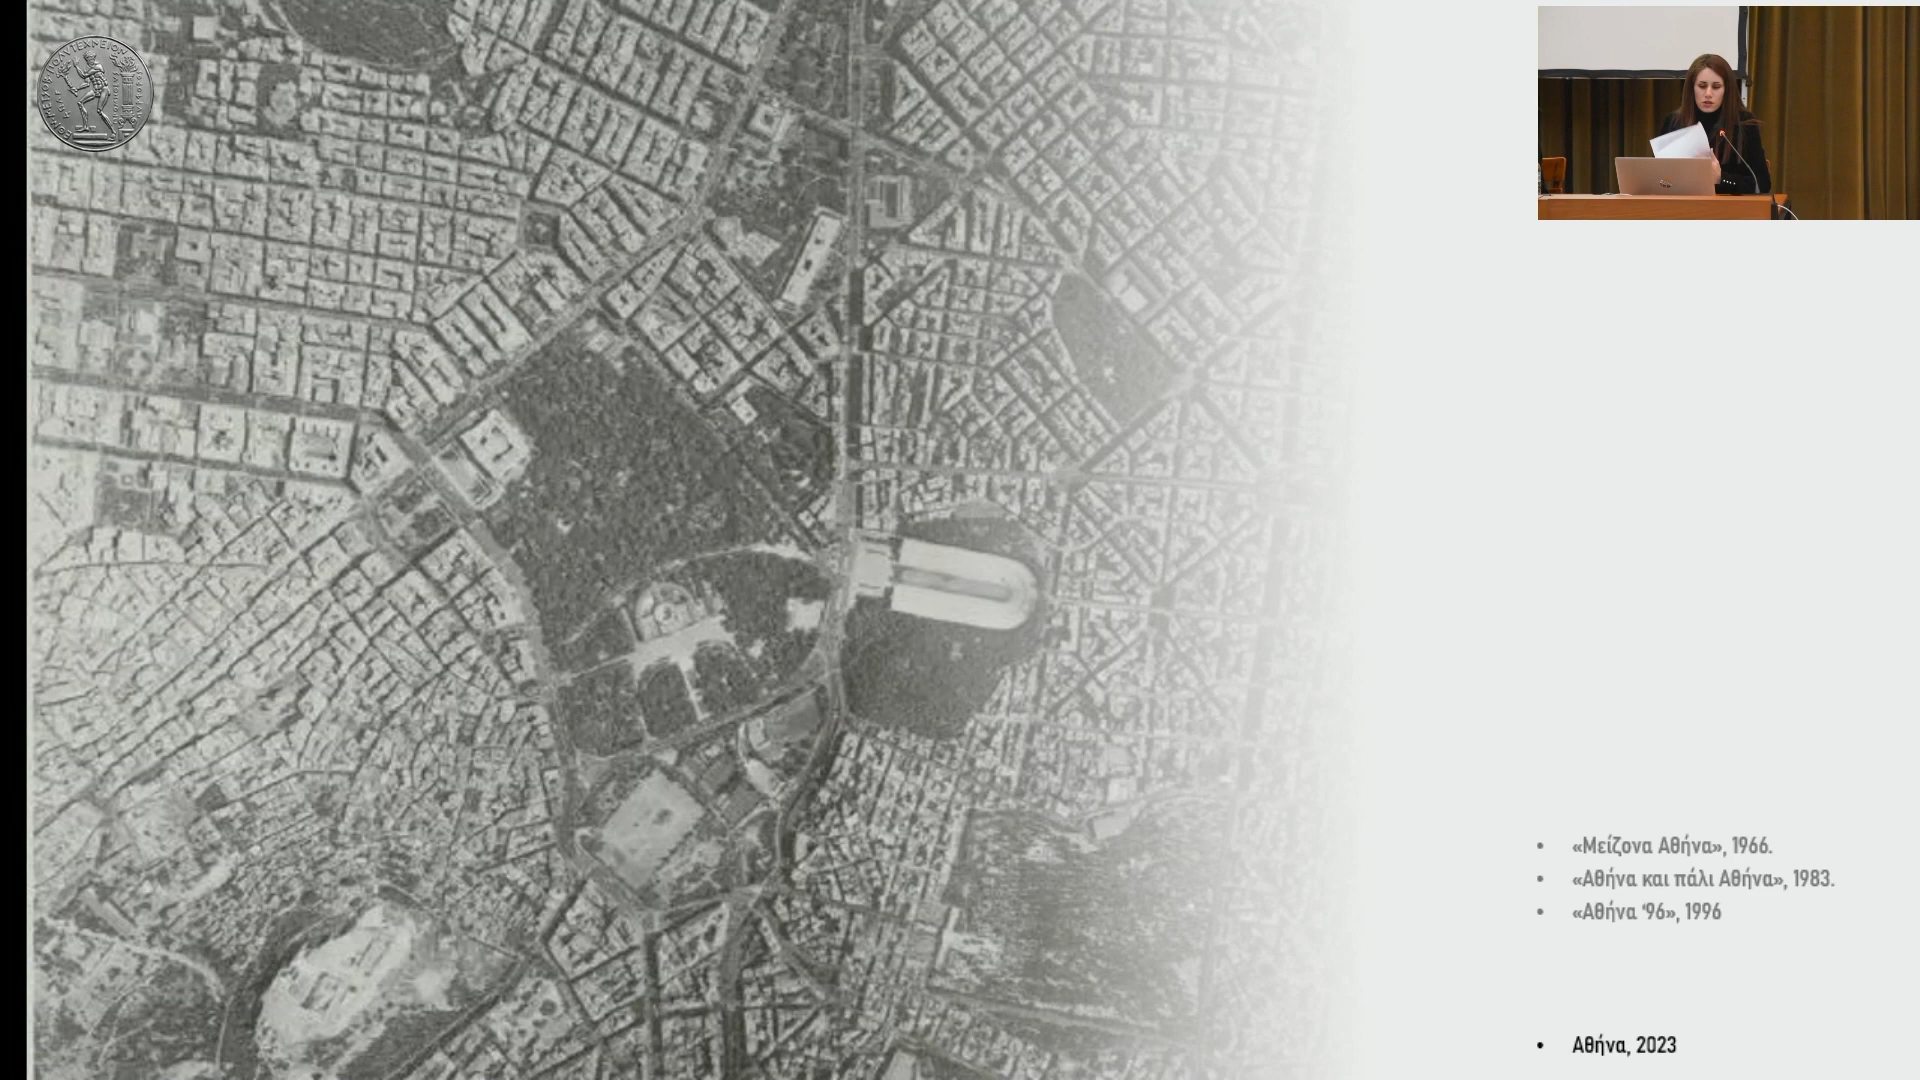 • «Μείζονα Αθήνα», 1966.
• «Αθήνα και πάλι Αθήνα», 1983.
• «Αθήνα ‘96», 1996
• Αθήνα, 2023